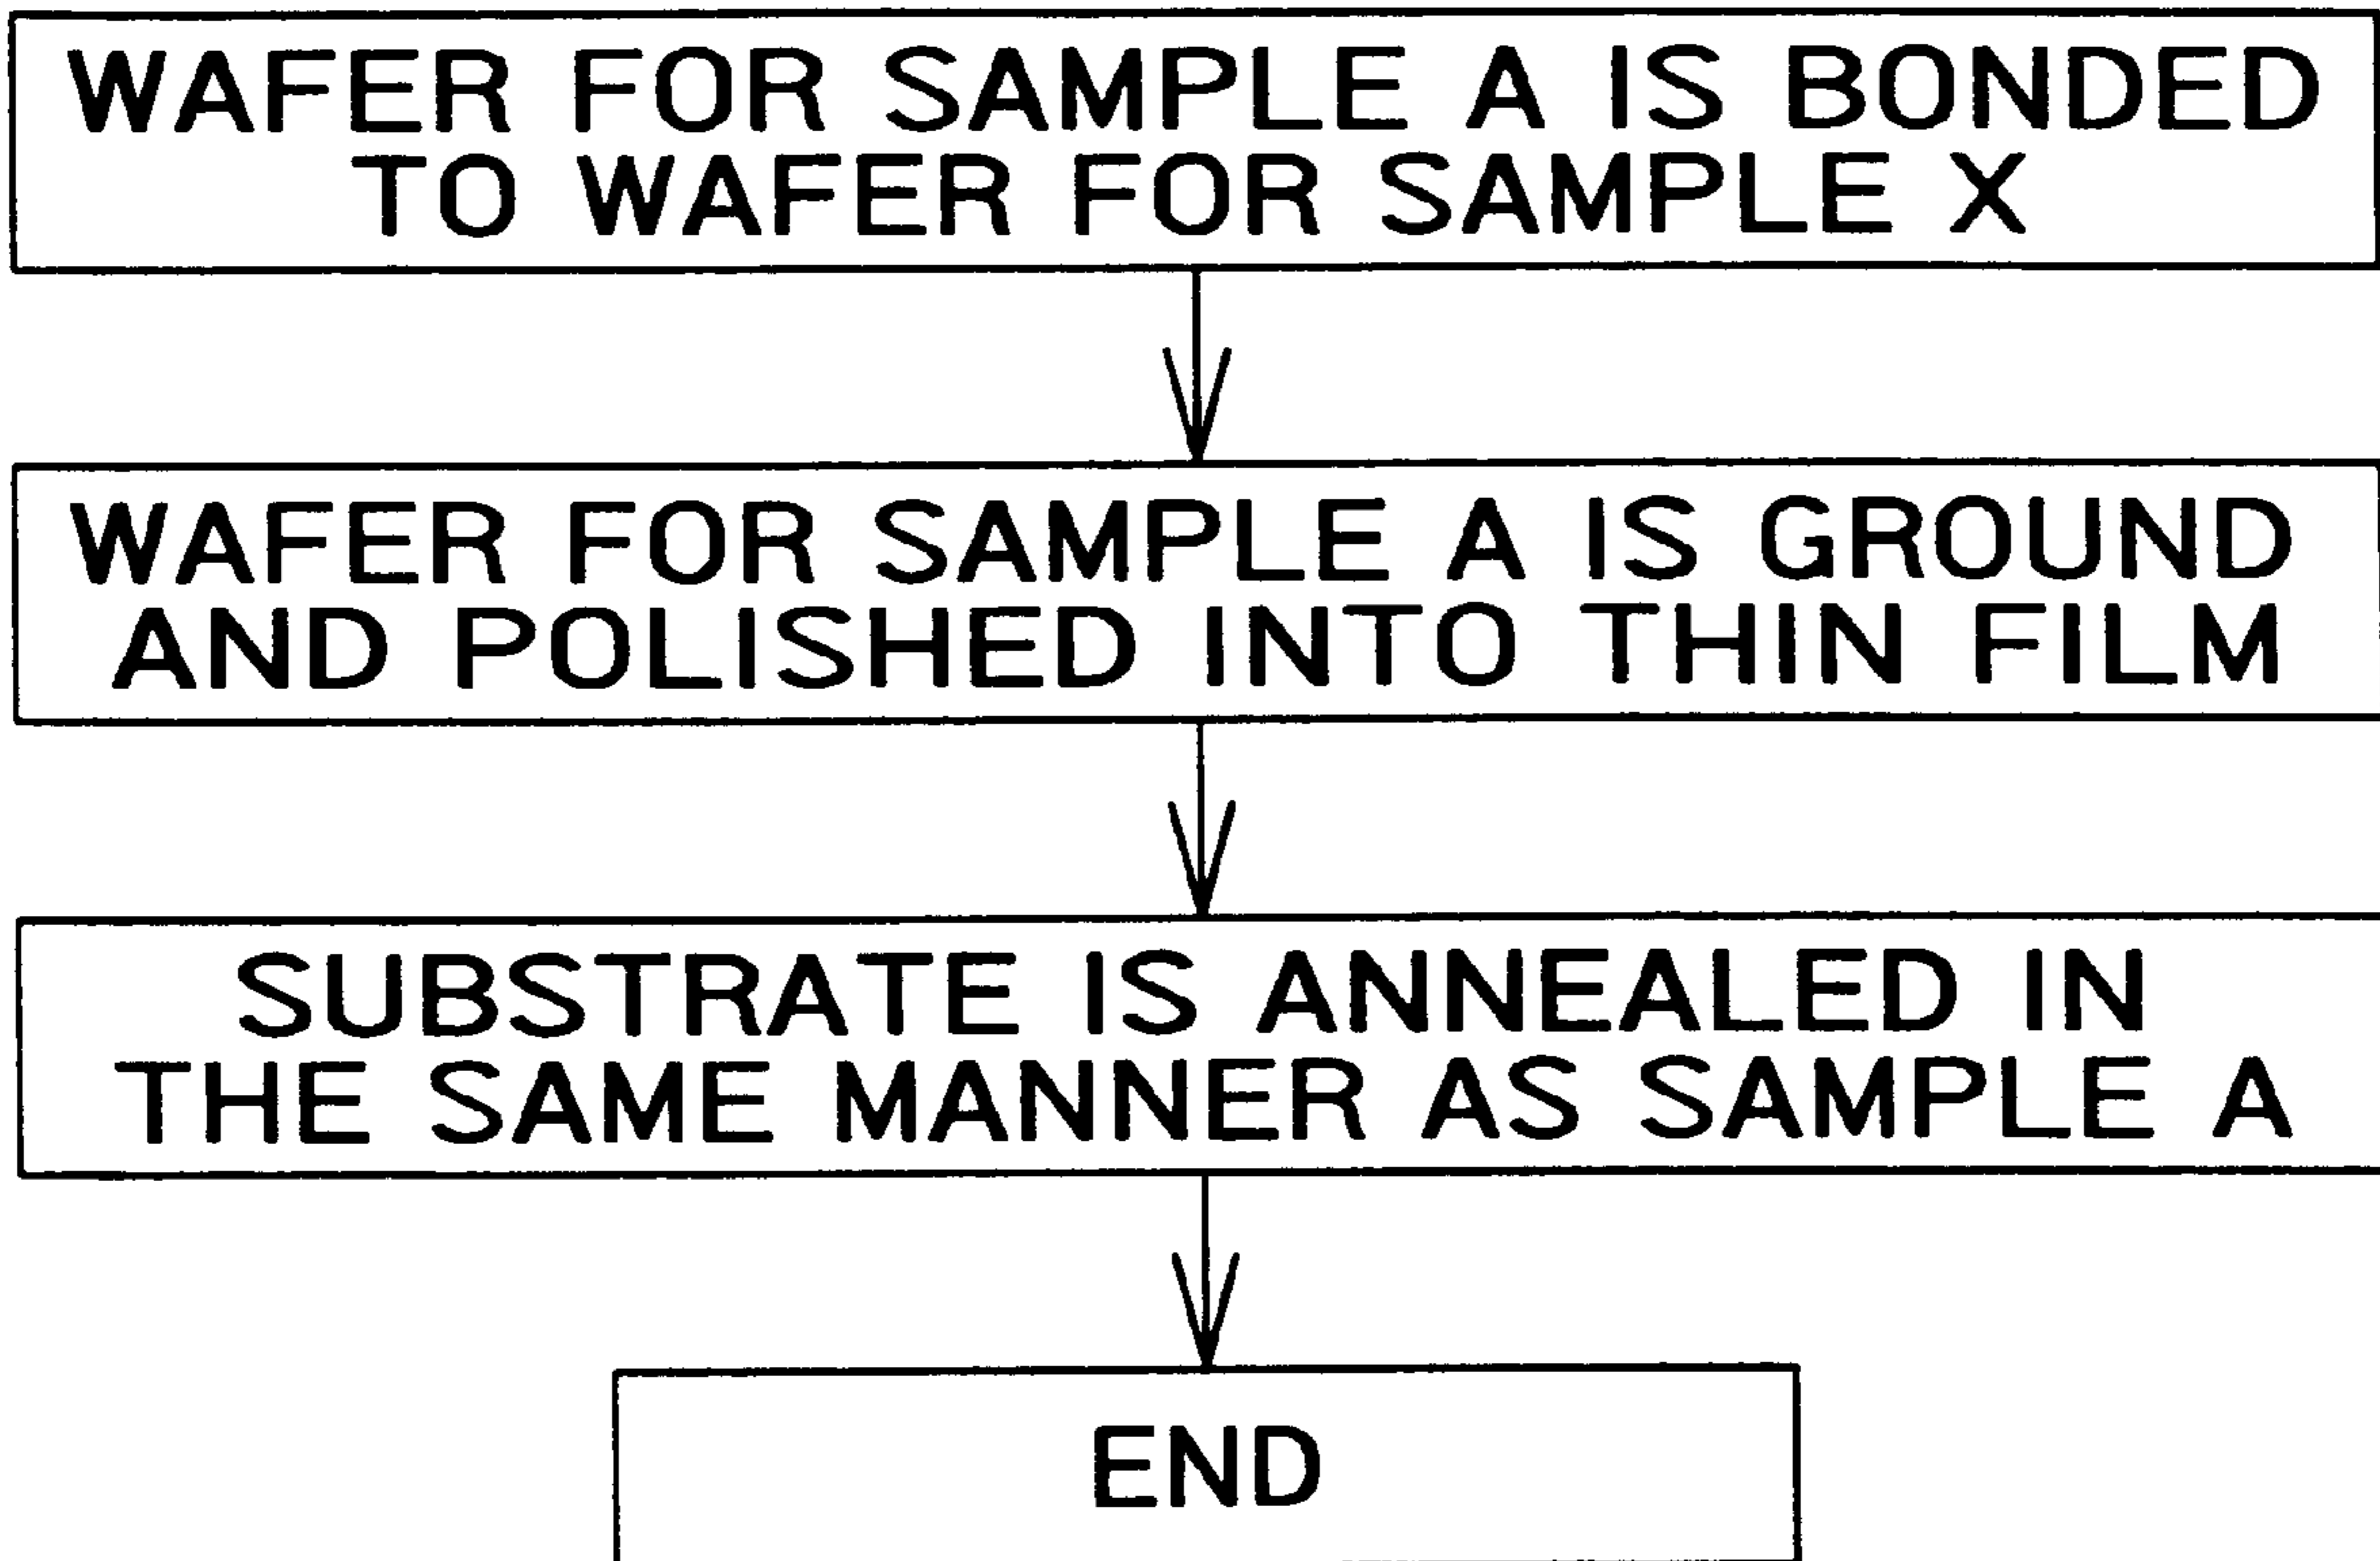 WAFER FOR SAMPLE A IS BONDED
TO WAFER FOR SAMPLE X
WAFER FOR SAMPLE A IS GROUND
AND POLISHED INTO THIN FILM
SUBSTRATE IS ANNEALED IN
THE SAME MANNER AS SAMPLE A
END